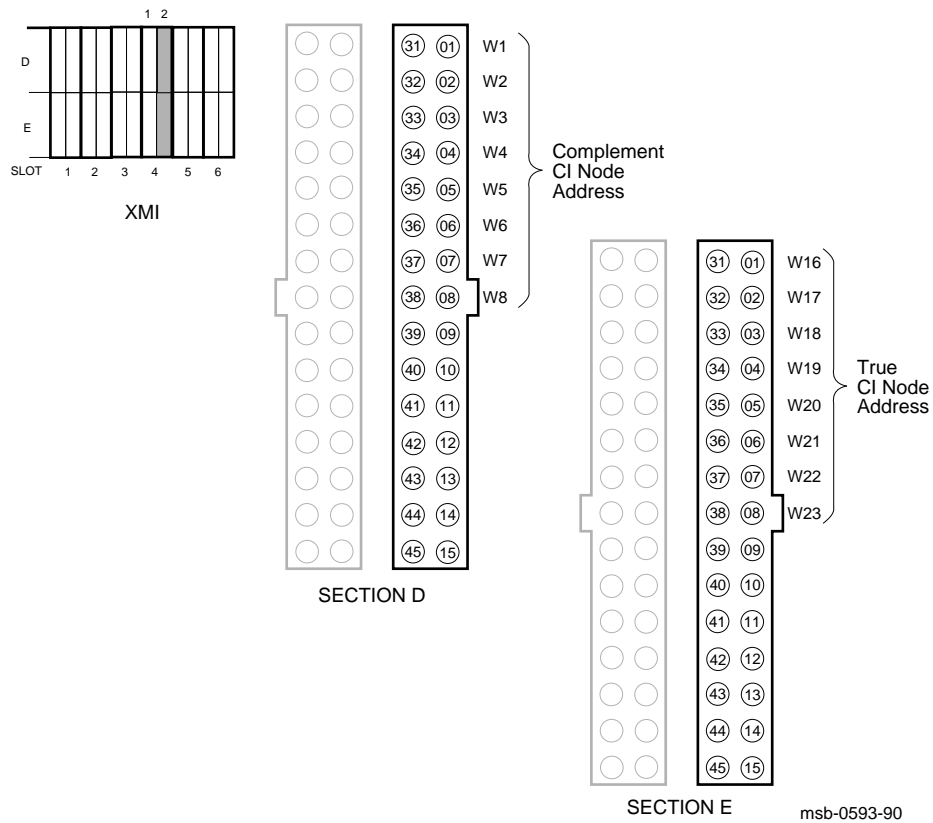 1 2
D
E
SLOT 1 2 3 4 5 6
XMI
31 01 W1
32 02 W2
33 03 W3
34 04 W4
35 05 W5
36 06 W6
37 07 W7
38 08 W8
39 09
40 10
41 11
42 12
43 13
44 14
45 15
Complement
CI Node
Address
SECTION D
31 01 W16
32 02 W17
33 03 W18
34 04 W19
35 05 W20
36 06 W21
37 07 W22
38 08 W23
39 09
40 10
41 11
42 12
43 13
44 14
45 15
True
CI Node
Address
SECTION E
msb-0593-90